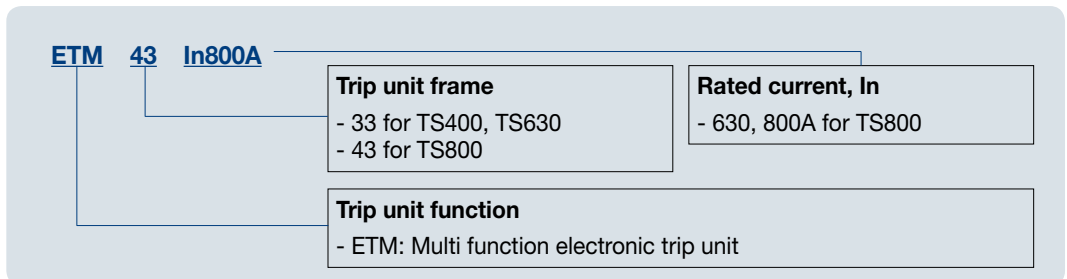 ETM 43 In800A
Trip unit frame
- 33 for TS400, TS630
- 43 for TS800
Rated current, In
- 630, 800A for TS800
Trip unit function
- ETM: Multi function electronic trip unit